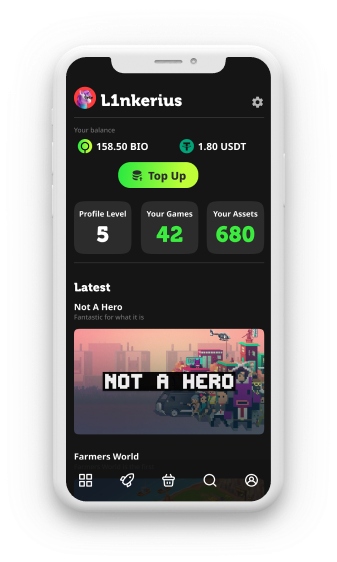 L1nkerius
Your balance
158.50 BIO
1.80 USDT
Top Up
Profile Level
Your Games
Your Assets
5
42
680
Latest
Not A Hero
Fantastic for what it is
NOT A HERO
Farmers World